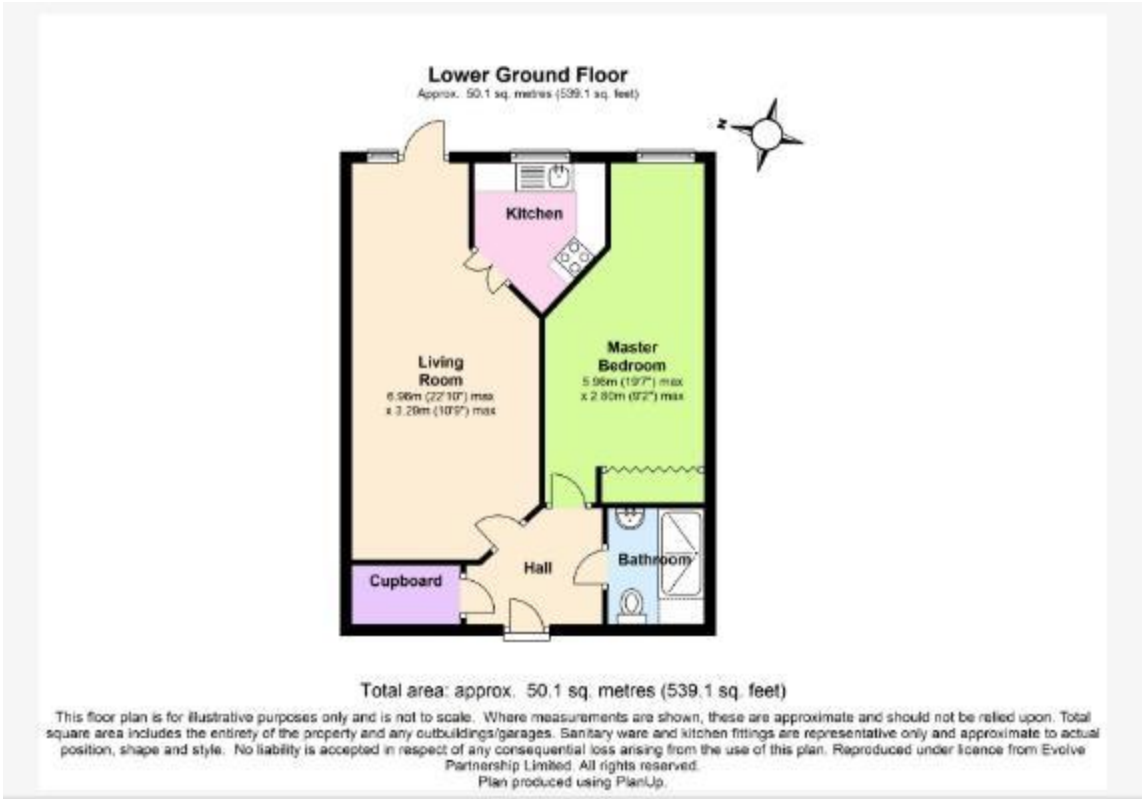 Lower Ground Floor
Approx. 50.1 sq. metres (539.1 sq. feet)
N
Kitchen
Living
Room
6.96m (22'10") max
x 3.28m (10'9") max
Master
Bedroom
5.96m (19'7") max
x 2.80m (9'2") max
Bathroom
Hall
Cupboard
Total area: approx. 50.1 sq. metres (539.1 sq. feet)
This floor plan is for illustrative purposes only and is not to scale. Where measurements are shown, these are approximate and should not be relied upon. Total
square area includes the entirety of the property and any outbuildings/garages. Sanitary ware and kitchen fittings are representative only and approximate to actual
position, shape and style. No liability is accepted in respect of any consequential loss arising from the use of this plan. Reproduced under licence from Evolve
Partnership Limited. All rights reserved.
Plan produced using PlanUp.